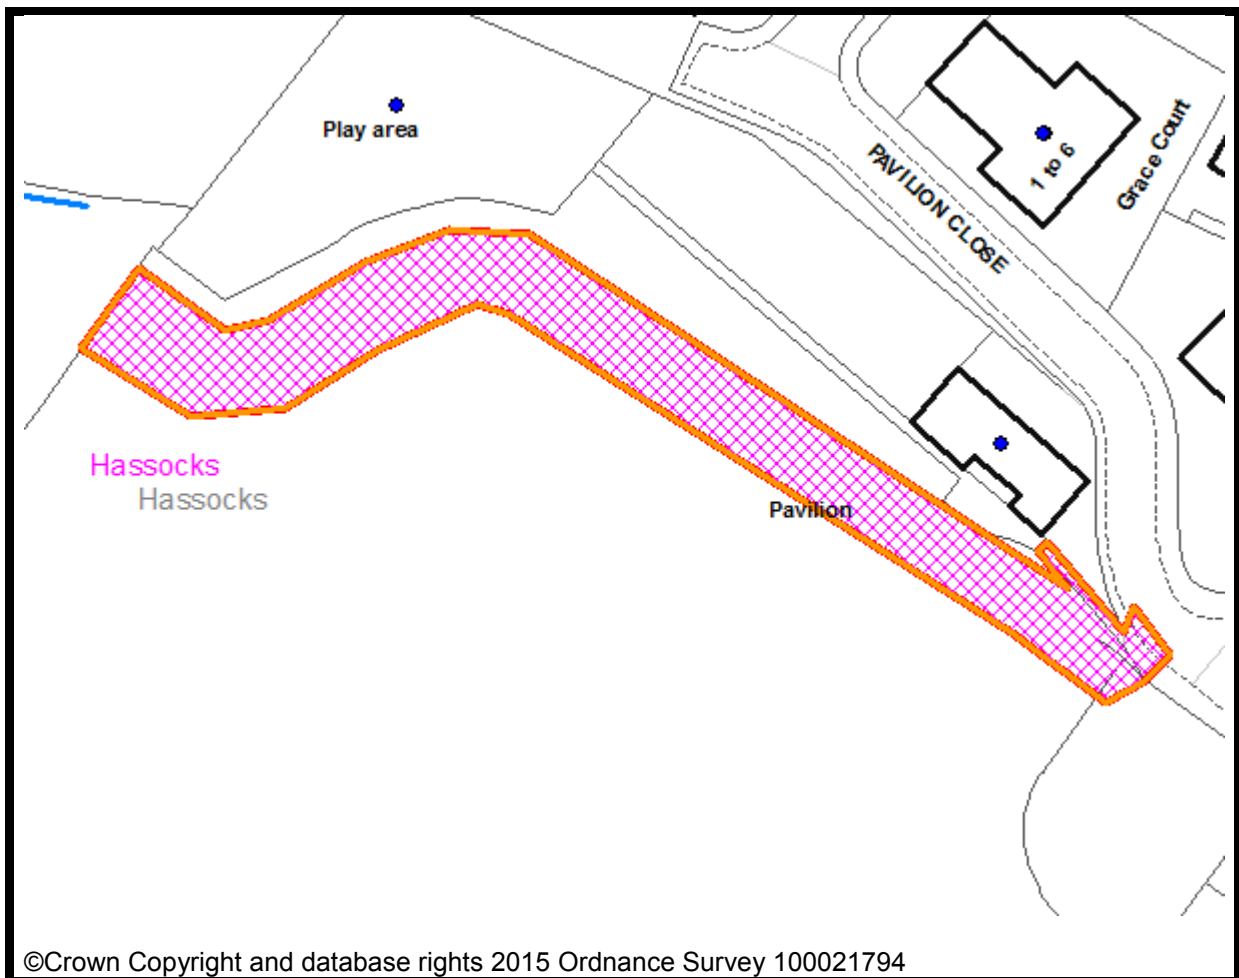 Play area
PAVILION CLOSE
1 to 6
Grace Court
Hassocks
Hassocks
Pavilion
©Crown Copyright and database rights 2015 Ordnance Survey 100021794